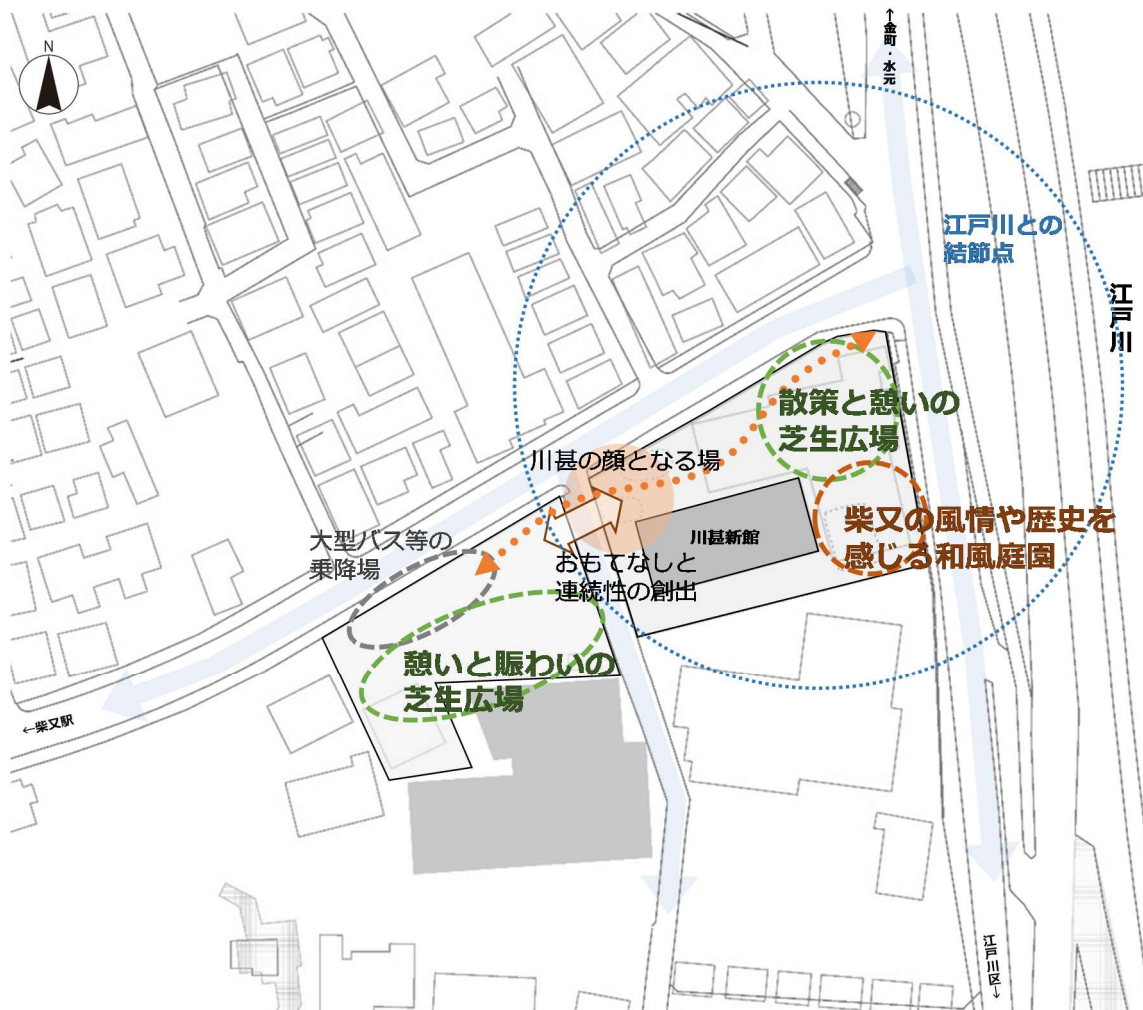 N
↑金町・水元
江戸川との
結節点
江戸川
散策と憩いの
芝生広場
川甚の顔となる場
川甚新館
柴又の風情や歴史を
感じる和風庭園
大型バス等の
乗降場
おもてなしと
連続性の創出
憩いと賑わいの
芝生広場
←柴又駅
江戸川区→